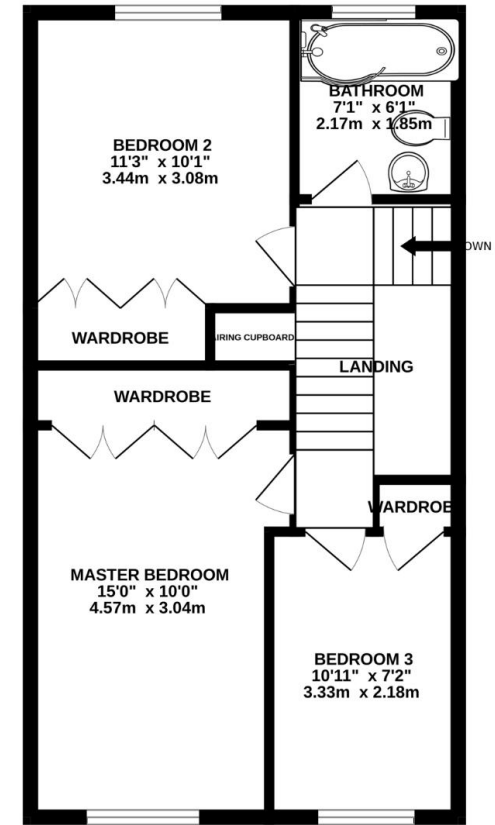 BATHROOM
7'1" x 6'1"
2.17m x 1.85m
BEDROOM 2
11'3" x 10'1"
3.44m x 3.08m
OWN
WARDROBE
IRING CUPBOARD
LANDING
WARDROBE
WARDROB
MASTER BEDROOM
15'0" x 10'0"
4.57m x 3.04m
BEDROOM 3
10'11" x 7'2"
3.33m x 2.18m